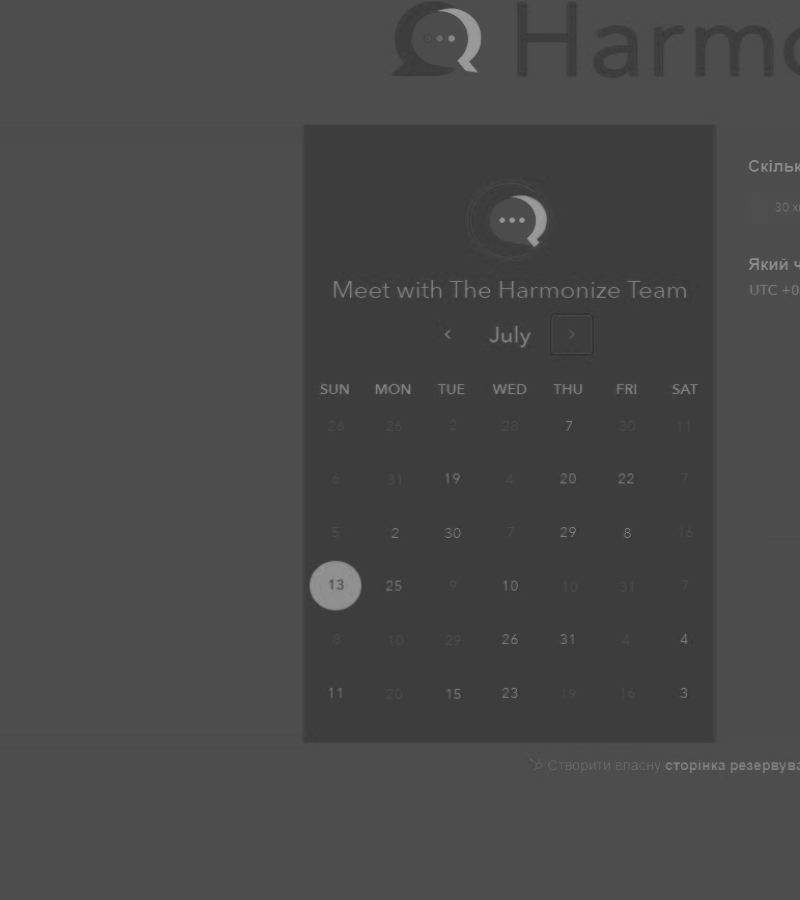 Harmo
Meet with The Harmonize Team
July
SUN MON TUE WED THU FRI SAT
26 26 2 28 7 30 11
6 31 19 4 20 22 7
5 2 30 7 29 8 16
13 25 9 10 10 31 7
8 10 29 26 31 4 4
11 20 15 23 19 16 3
Скільк
30 х
Який ч
UTC +0
Створити власну сторінка резервува